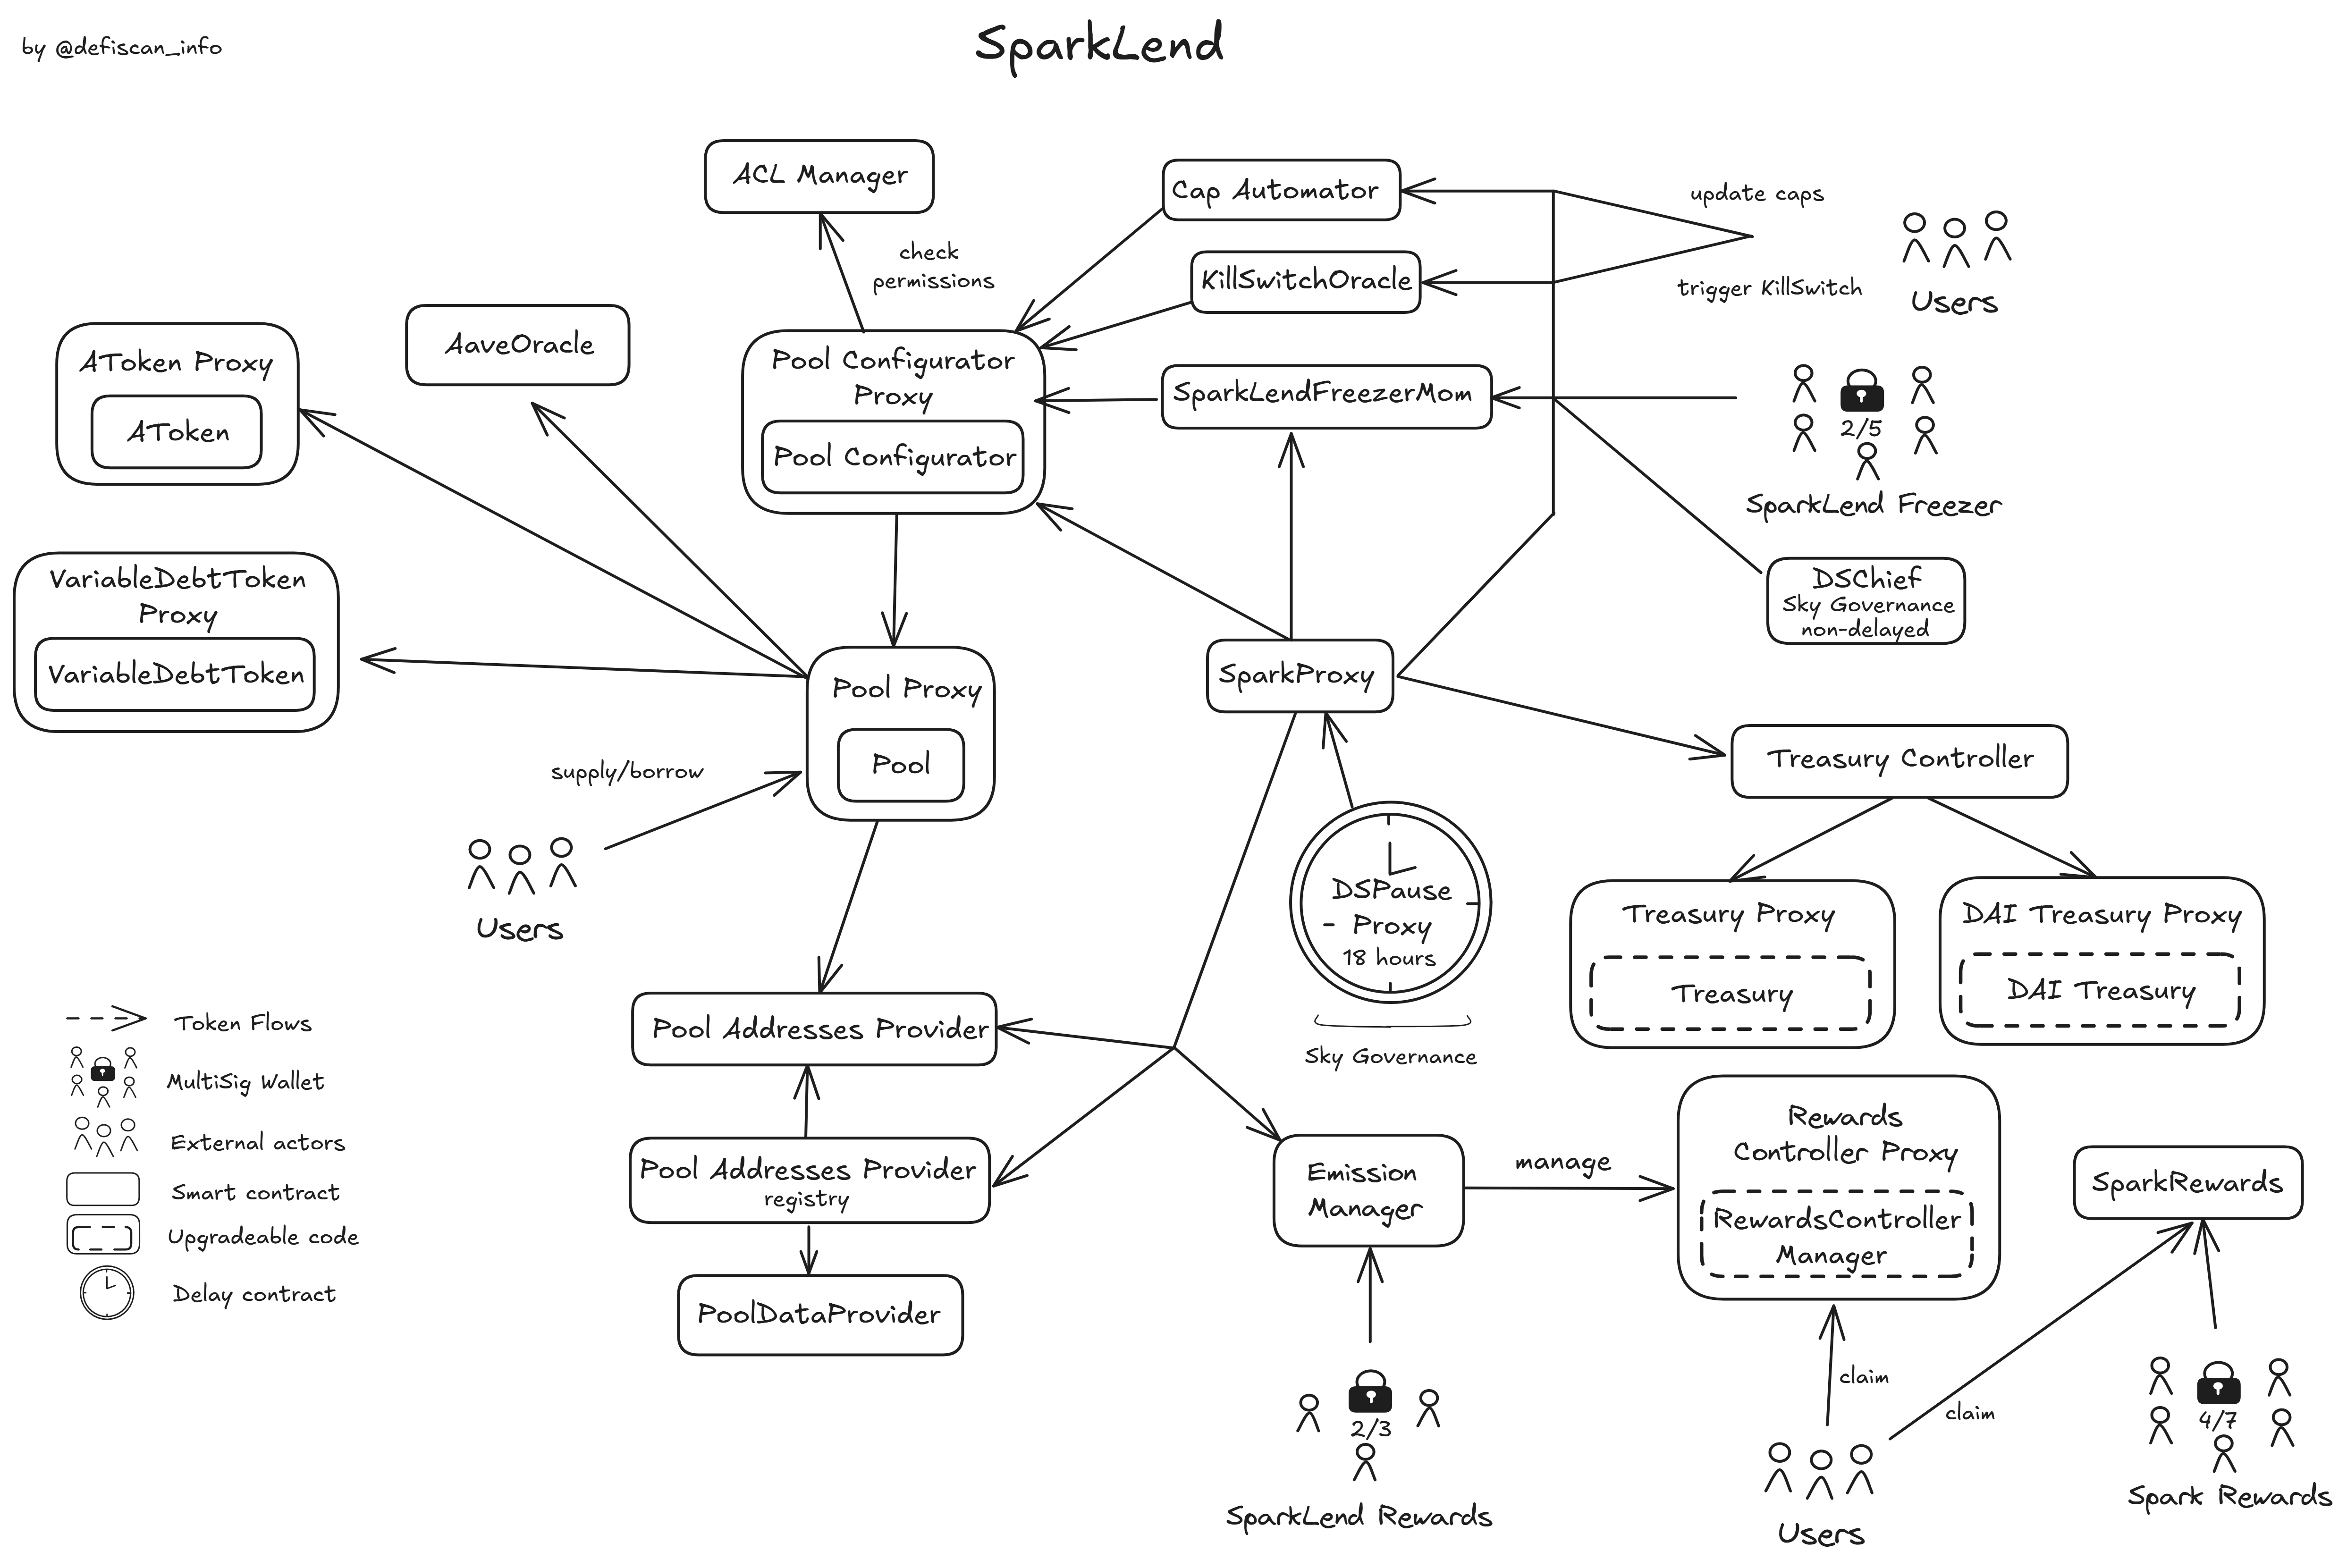 SparkLend
by @defiscan_info
ACL Manager
check
permissions
Cap Automator
KillSwitchOracle
update caps
trigger KillSwitch
Users
AToken Proxy
AToken
AaveOracle
Pool Configurator
Proxy
Pool Configurator
SparkLendFreezerMom
2/5
SparkLend Freezer
VariableDebtToken
Proxy
VariableDebtToken
DSChief
Sky Governance
non-delayed
Pool Proxy
Pool
SparkProxy
supply/borrow
Users
Treasury Controller
DSPause
Proxy
18 hours
Sky Governance
Treasury Proxy
Treasury
DAI Treasury Proxy
DAI Treasury
Pool Addresses Provider
Pool Addresses Provider
registry
PoolDataProvider
Emission
Manager
manage
Rewards
Controller Proxy
RewardsController
Manager
SparkRewards
claim
claim
2/3
SparkLend Rewards
Users
4/7
Spark Rewards
Token Flows
MultiSig Wallet
External actors
Smart contract
Upgradeable code
Delay contract